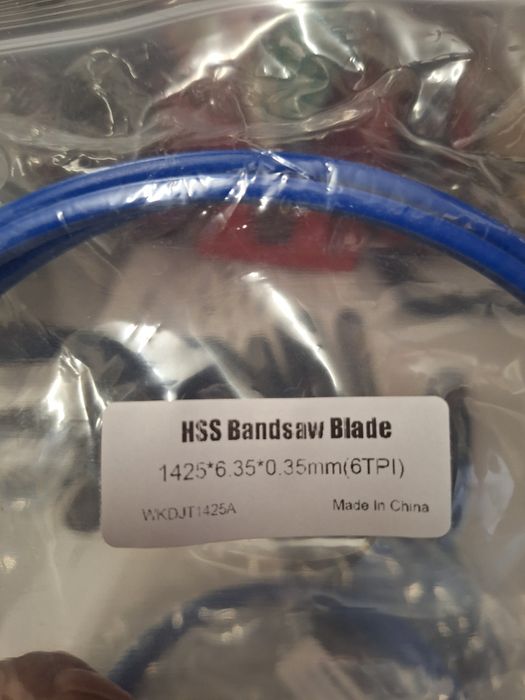 HSS Bandsaw Blade
1425*6.35*0.35mm(6TPI)
WKDJT1425A
Made In China